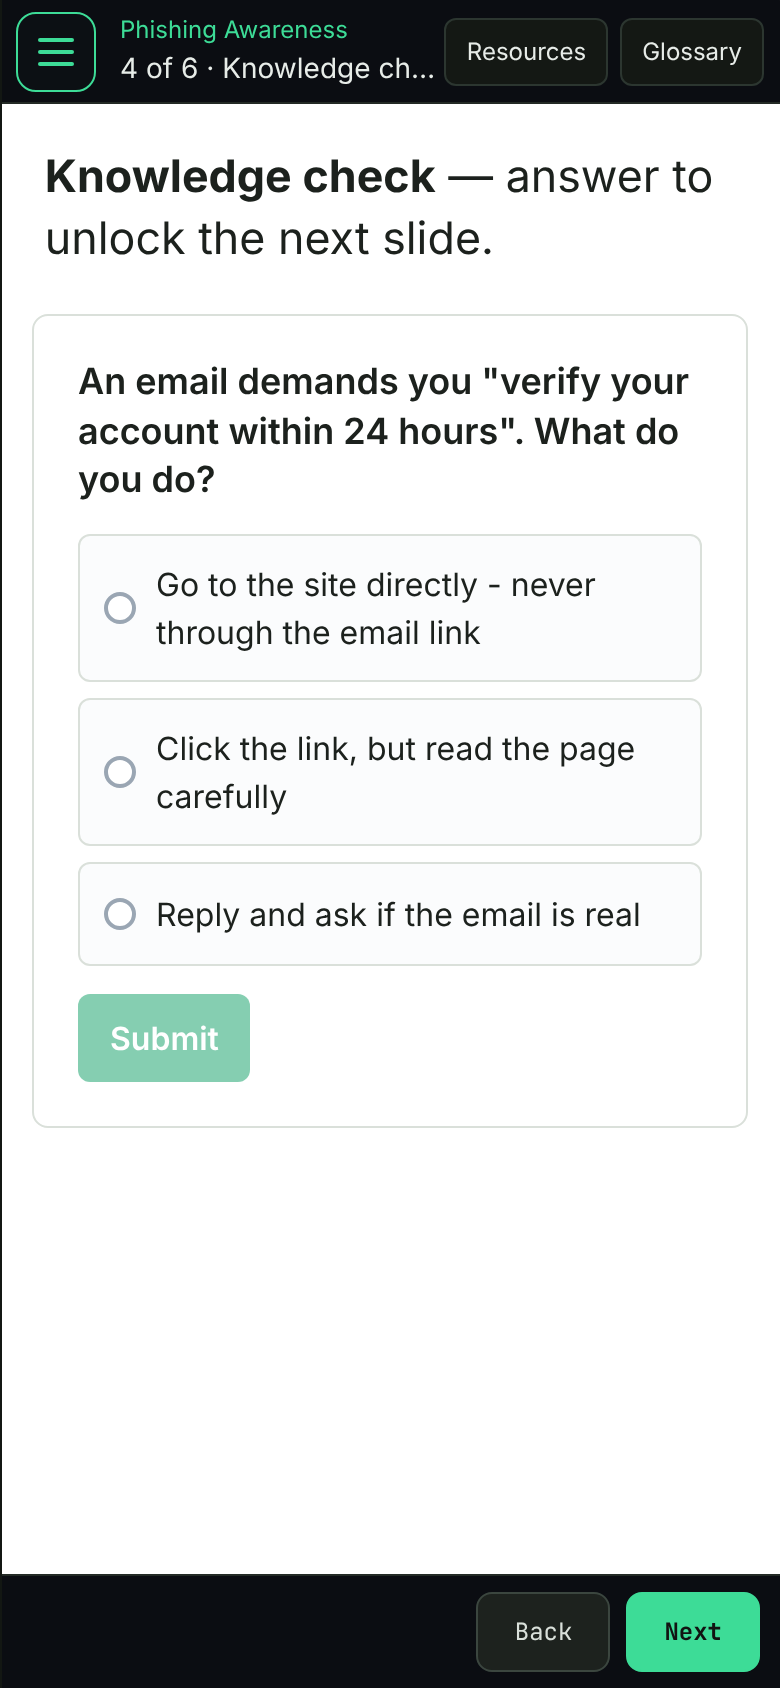 Phishing Awareness
4 of 6 · Knowledge ch...
Resources
Glossary
Knowledge check — answer to
unlock the next slide.
An email demands you "verify your
account within 24 hours". What do
you do?
Go to the site directly - never
through the email link
Click the link, but read the page
carefully
Reply and ask if the email is real
Submit
Back
Next